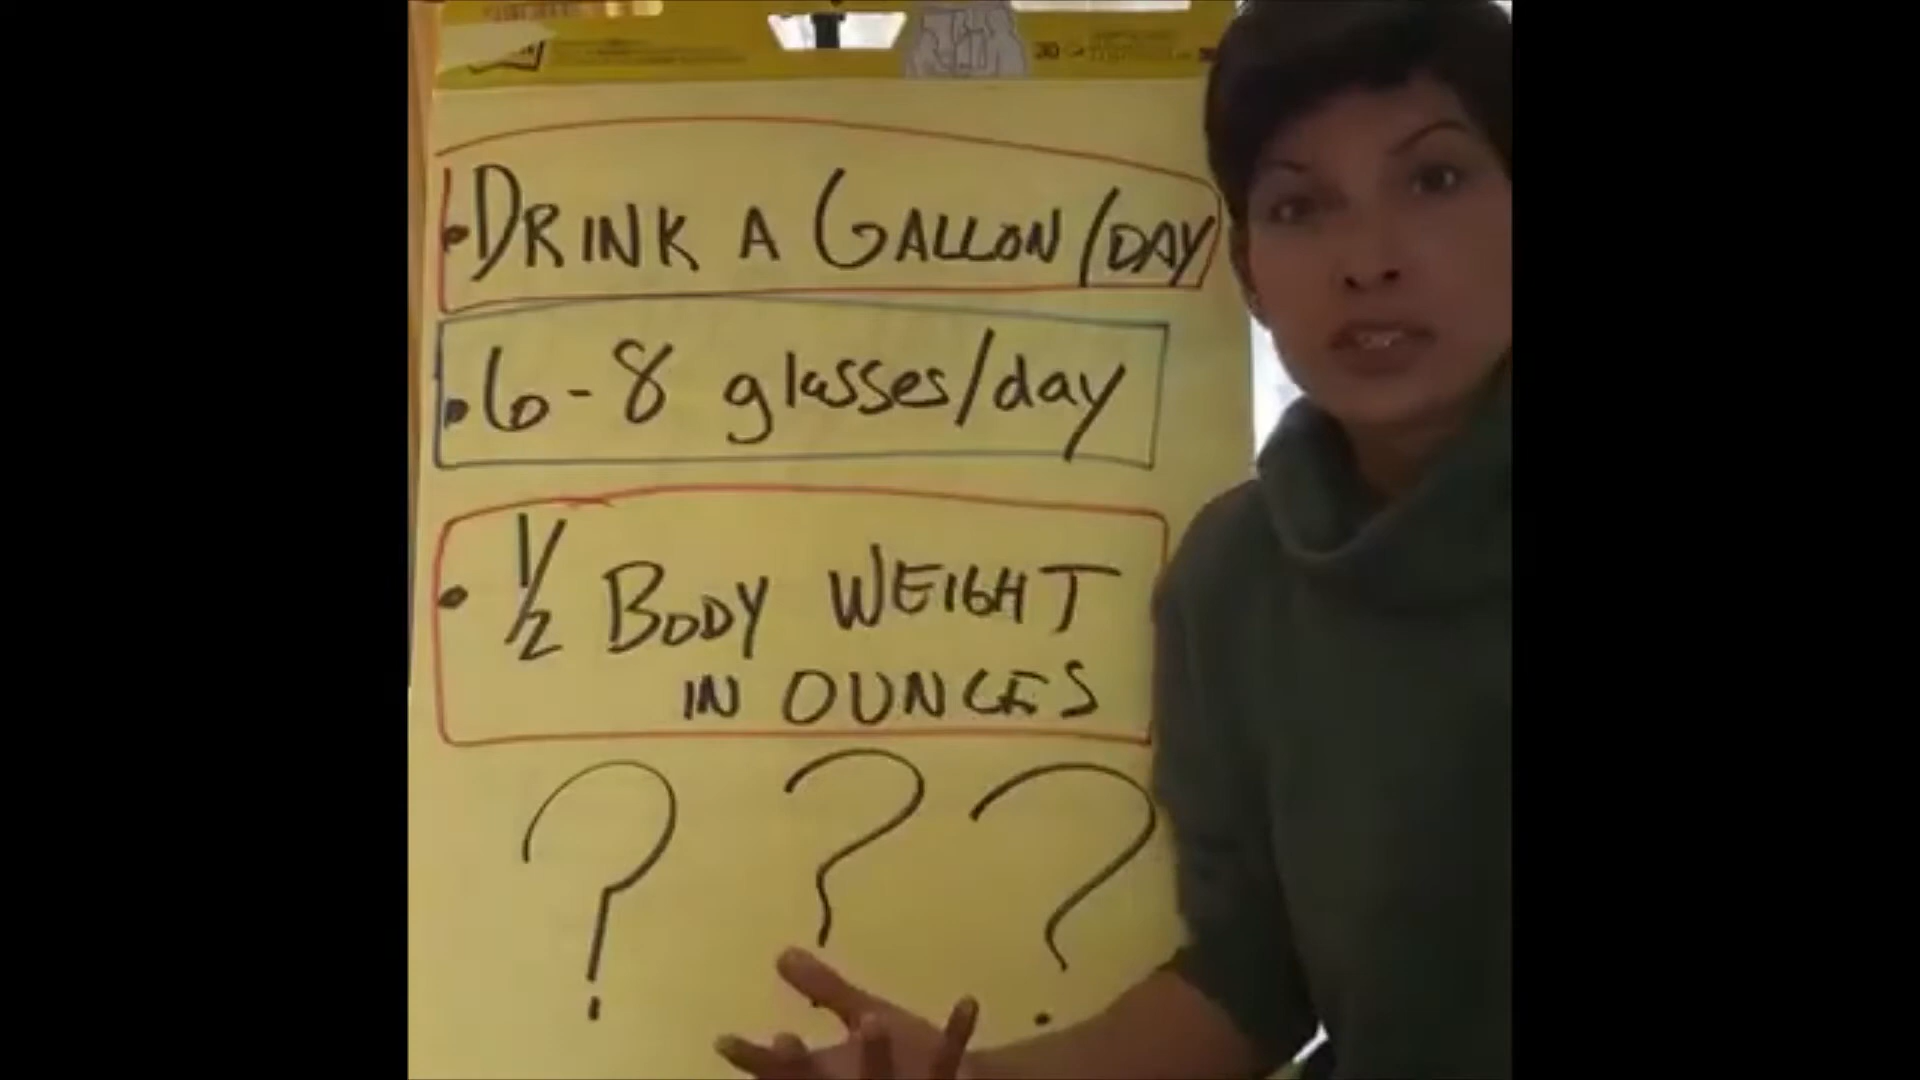 • DRINK A GALLON/DAY
• 6-8 glasses/day
• 1/2 BODY WEIGHT
IN OUNCES
? ? ?